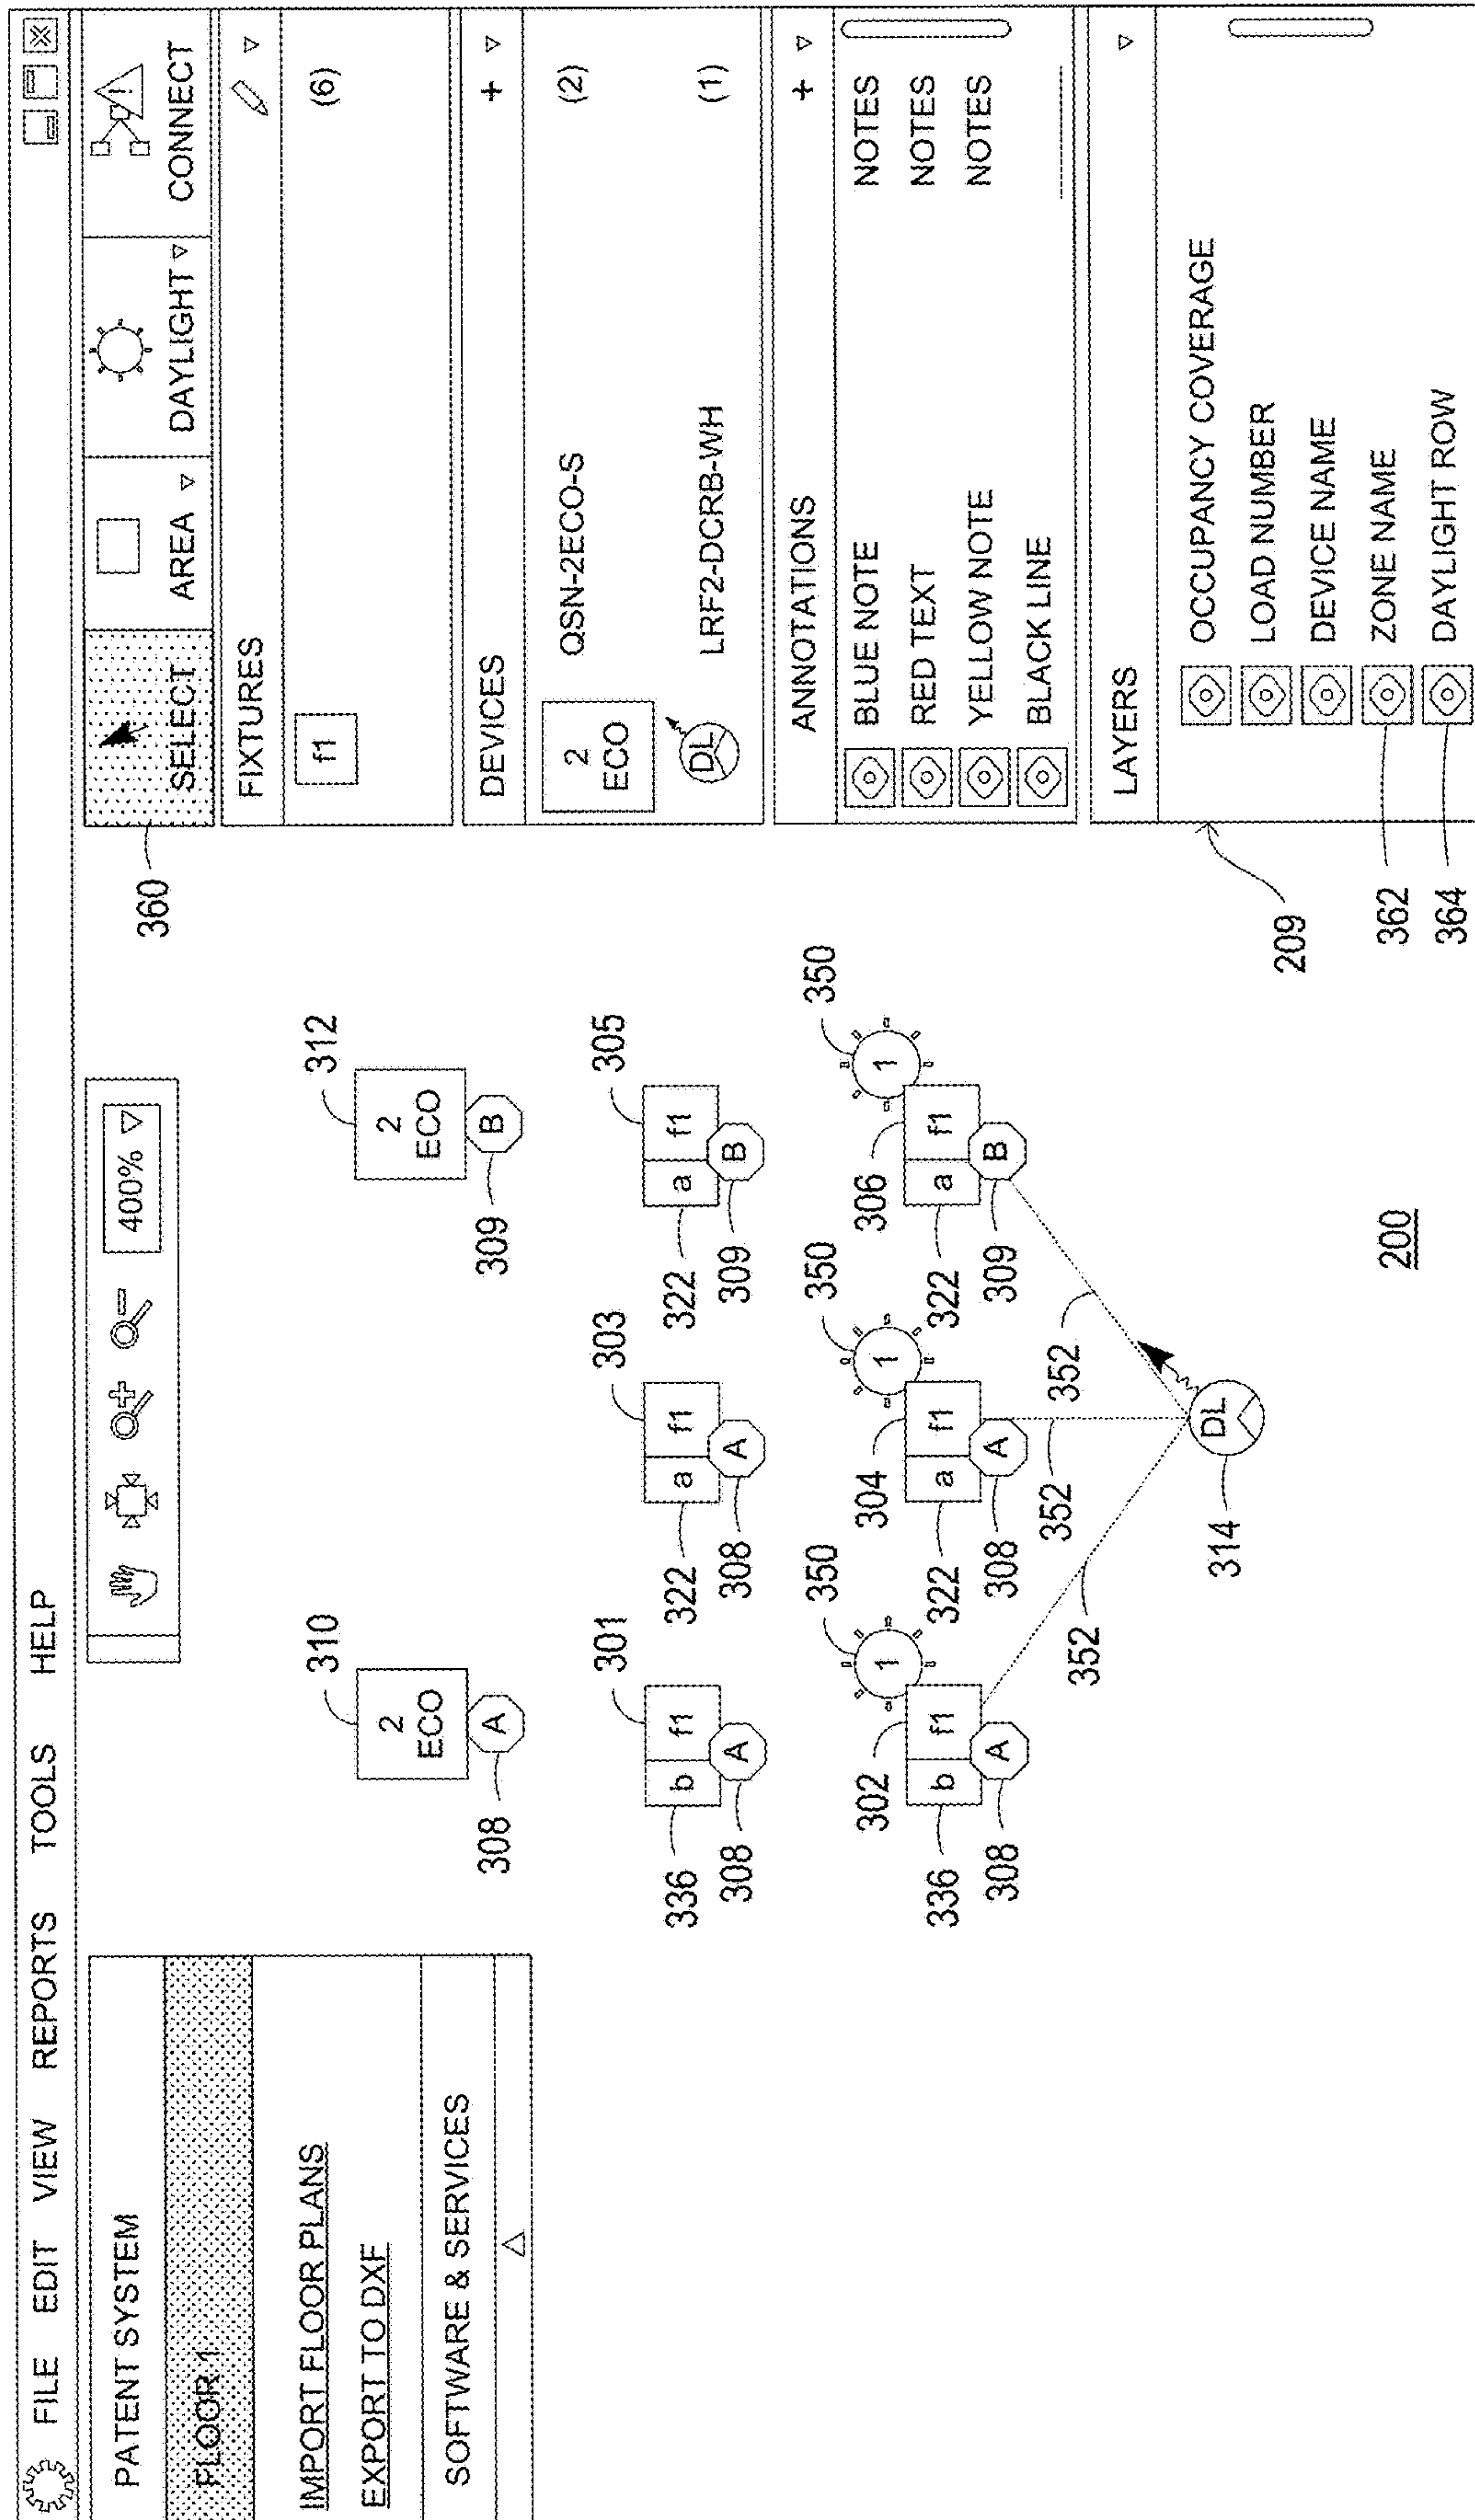 FILE EDIT VIEW REPORTS TOOLS HELP
PATENT SYSTEM
FLOOR 1
IMPORT FLOOR PLANS
EXPORT TO DXF
SOFTWARE & SERVICES
400%
310
2
ECO
A
308
312
2
ECO
B
309
301
b f1
A
336
308
303
a f1
A
322
308
305
a f1
B
322
309
350
1
302
b f1
A
336
308
350
1
304
a f1
A
322
308
350
1
306
a f1
B
322
309
352
352
352
DL
314
200
360
SELECT
AREA
DAYLIGHT
CONNECT
FIXTURES
f1 (6)
DEVICES +
2
ECO
QSN-2ECO-S (2)
DL LRF2-DCRB-WH (1)
ANNOTATIONS +
BLUE NOTE NOTES
RED TEXT NOTES
YELLOW NOTE NOTES
BLACK LINE
LAYERS
OCCUPANCY COVERAGE
LOAD NUMBER
DEVICE NAME
ZONE NAME
DAYLIGHT ROW
209
362
364